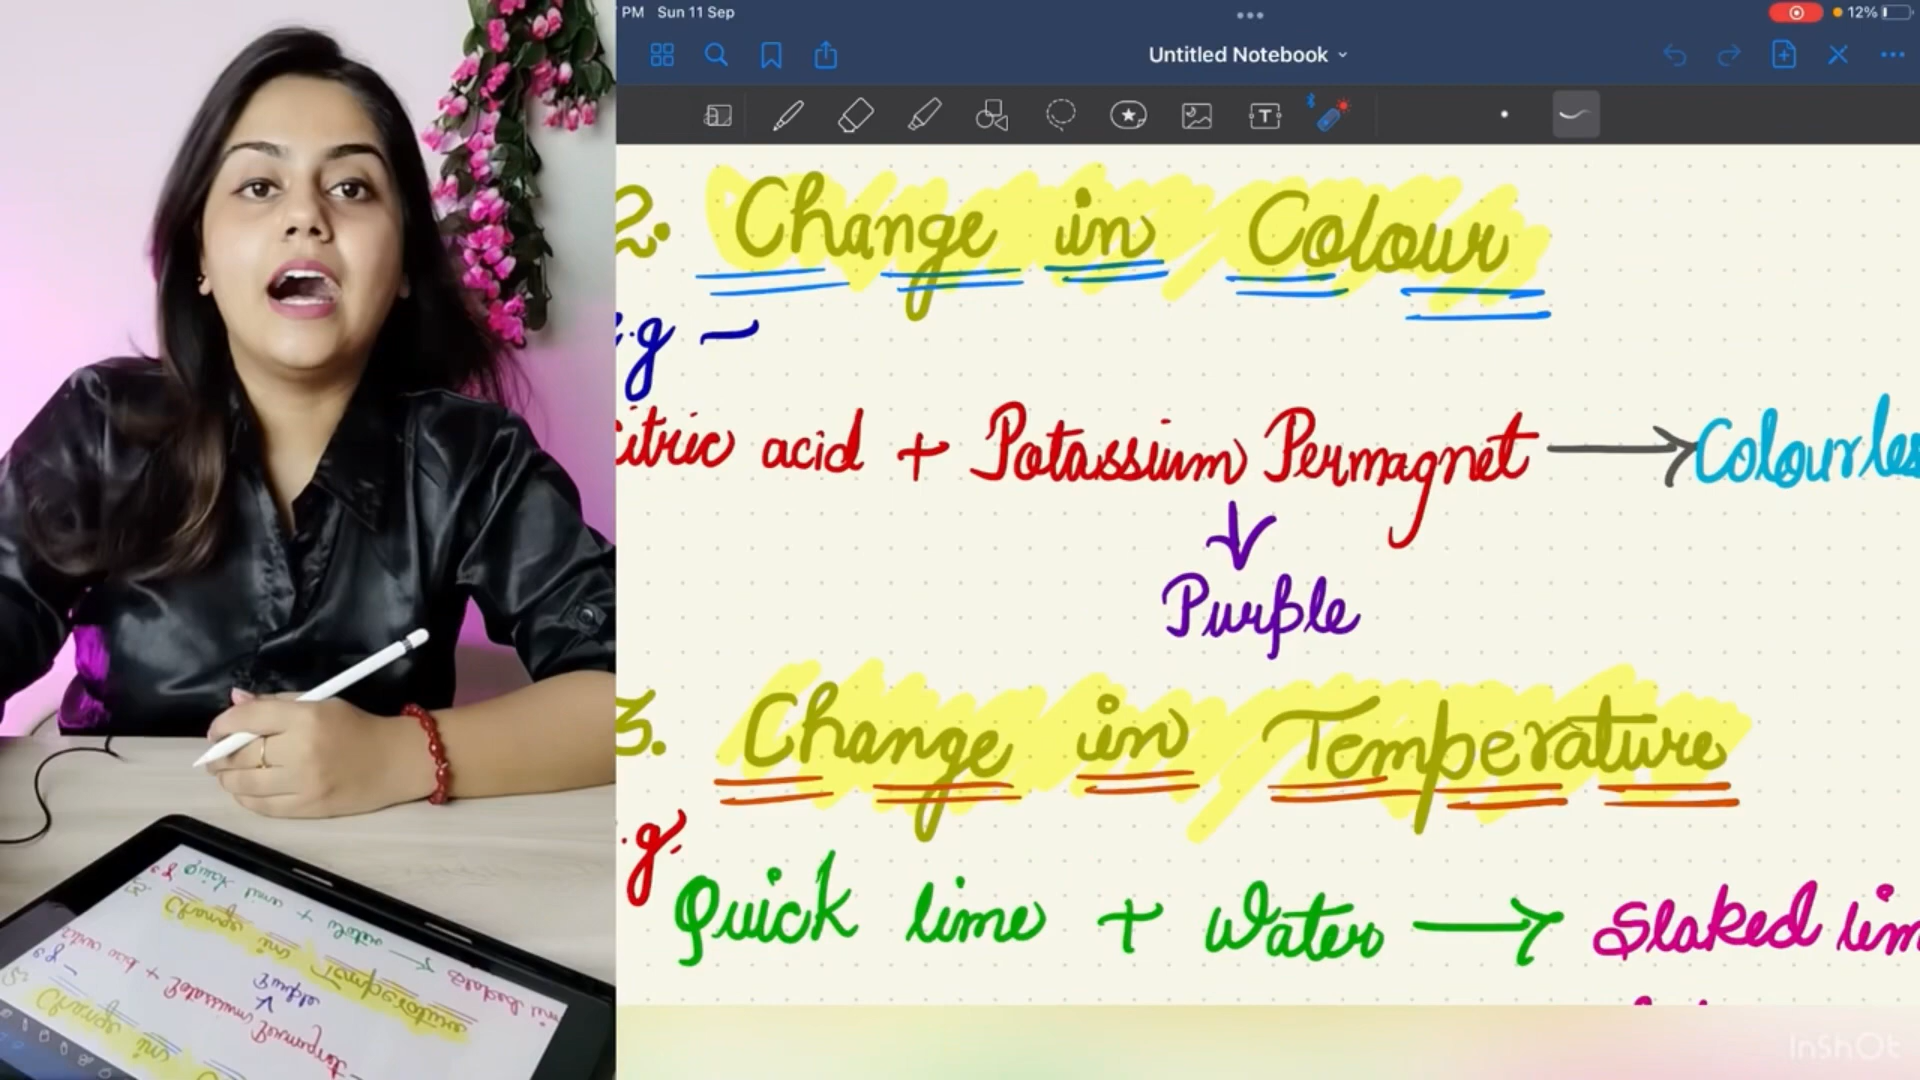 PM Sun 11 Sep
12%
Untitled Notebook
T
2. Change in Colour
e.g -
Citric acid + Potassium Permagnet → Colourles
Purple
3. Change in Temperature
.g.
Quick lime + Water → Slaked lim
InShOt